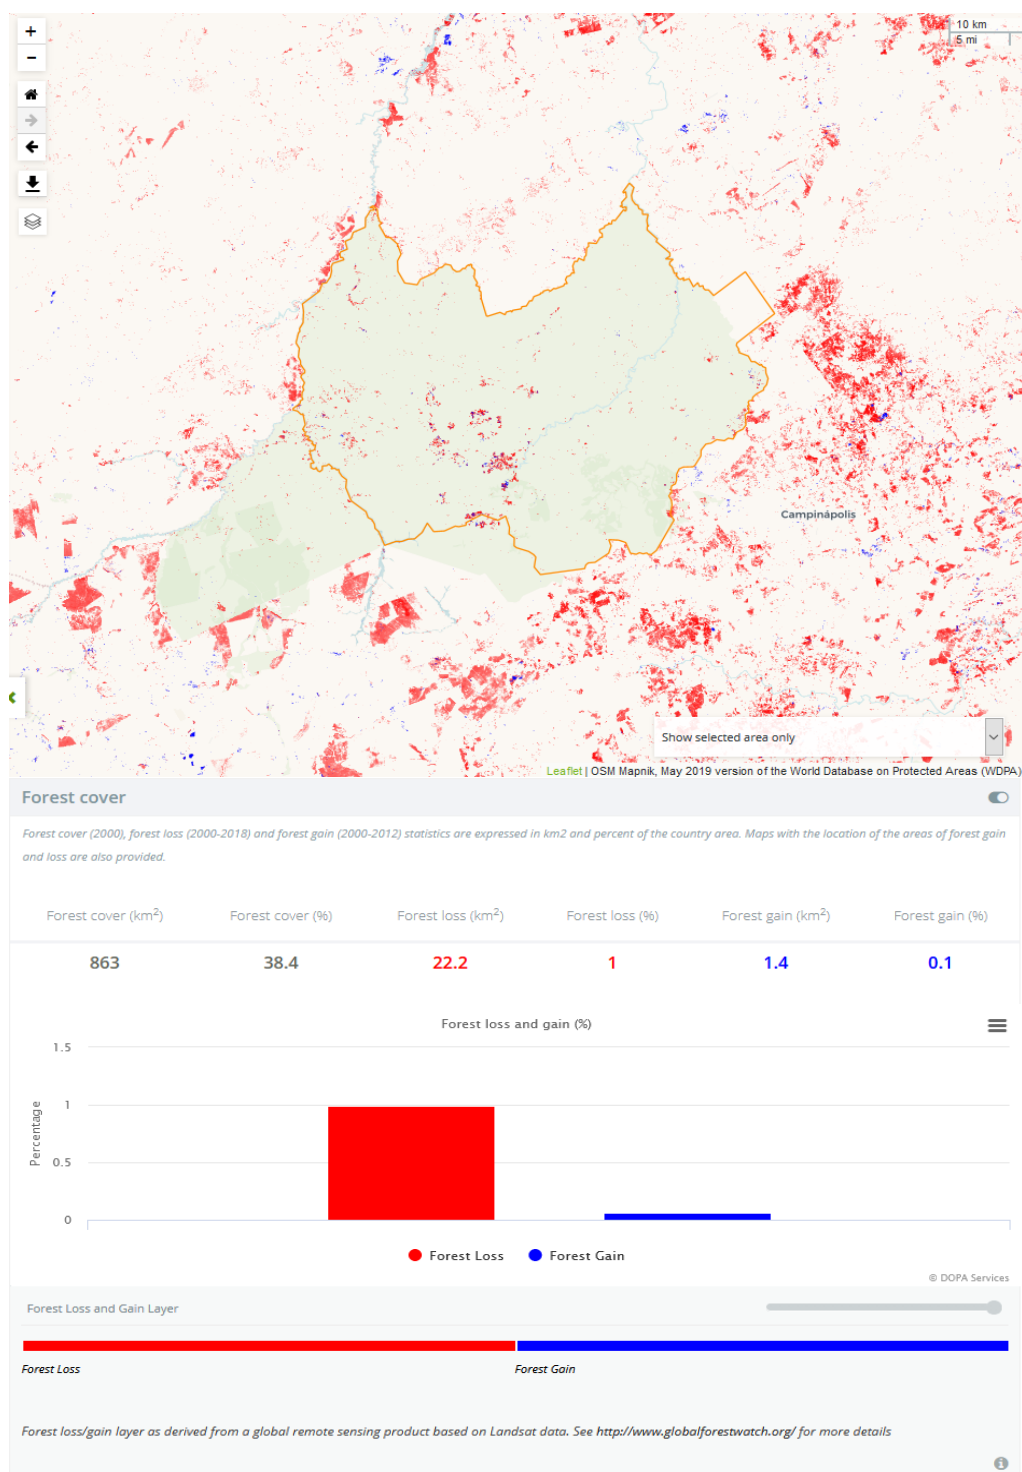 +
10 km
5 mi
−
Campinápolis
Show selected area only
Leaflet | OSM Mapnik, May 2019 version of the World Database on Protected Areas (WDPA)
Forest cover
Forest cover (2000), forest loss (2000-2018) and forest gain (2000-2012) statistics are expressed in km2 and percent of the country area. Maps with the location of the areas of forest gain
and loss are also provided.
Forest cover (km²) Forest cover (%) Forest loss (km²) Forest loss (%) Forest gain (km²) Forest gain (%)
863 38.4 22.2 1 1.4 0.1
Forest loss and gain (%)
1.5
1
0.5
0
Percentage
Forest Loss Forest Gain
© DOPA Services
Forest Loss and Gain Layer
Forest Loss Forest Gain
Forest loss/gain layer as derived from a global remote sensing product based on Landsat data. See http://www.globalforestwatch.org/ for more details